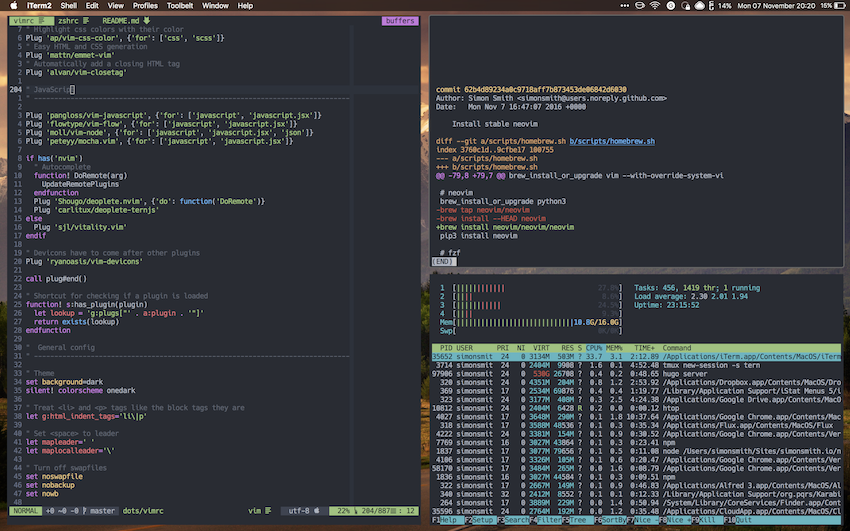 iTerm2 Shell Edit View Profiles Toolbelt Window Help 14% Mon 07 November 20:20 15%
vimrc zshrc README.md buffers
7 " Highlight css colors with their color
6 Plug 'ap/vim-css-color', {'for': ['css', 'scss']}
5 " Easy HTML and CSS generation
4 Plug 'mattn/emmet-vim'
3 " Automatically add a closing HTML tag
2 Plug 'alvan/vim-closetag'
1
204 " JavaScrip
1 " ----------------------------------------------------------------------
2
3 Plug 'pangloss/vim-javascript', {'for': ['javascript', 'javascript.jsx']}
4 Plug 'flowtype/vim-flow', {'for': ['javascript', 'javascript.jsx']}
5 Plug 'moll/vim-node', {'for': ['javascript', 'javascript.jsx', 'json']}
6 Plug 'peteyy/mocha.vim', {'for': ['javascript', 'javascript.jsx']}
7
8 if has('nvim')
9 " Autocomplete
10 function! DoRemote(arg)
11 UpdateRemotePlugins
12 endfunction
13 Plug 'Shougo/deoplete.nvim', {'do': function('DoRemote')}
14 Plug 'carlitux/deoplete-ternjs'
15 else
16 Plug 'sjl/vitality.vim'
17 endif
18
19 " Devicons have to come after other plugins
20 Plug 'ryanoasis/vim-devicons'
21
22 call plug#end()
23
24 " Shortcut for checking if a plugin is loaded
25 function! s:has_plugin(plugin)
26 let lookup = 'g:plugs["' . a:plugin . '"]'
27 return exists(lookup)
28 endfunction
29
30 " General config
31 " ----------------------------------------------------------------------
32
33 " Theme
34 set background=dark
35 silent! colorscheme onedark
36
37 " Treat <li> and <p> tags like the block tags they are
38 let g:html_indent_tags='li\|p'
39
40 " Set <space> to leader
41 let mapleader=' '
42 let maplocalleader='\'
43
44 " Turn off swapfiles
45 set noswapfile
46 set nobackup
47 set nowb
48
NORMAL +0 ~0 -0 master dots/vimrc vim utf-8 22% 204/887 : 12
commit 62b4d89234a0c9718aff7b873453de06842d6030
Author: Simon Smith <simonsmith@users.noreply.github.com>
Date: Mon Nov 7 16:47:07 2016 +0000
Install stable neovim
diff --git a/scripts/homebrew.sh b/scripts/homebrew.sh
index 3760c1d..9cfbe17 100755
--- a/scripts/homebrew.sh
+++ b/scripts/homebrew.sh
@@ -79,8 +79,7 @@ brew_install_or_upgrade vim --with-override-system-vi
# neovim
brew_install_or_upgrade python3
-brew tap neovim/neovim
-brew install --HEAD neovim
+brew install neovim/neovim/neovim
pip3 install neovim
# fzf
(END)
1 [ 27.8%] Tasks: 456, 1419 thr; 1 running
2 [ 8.6%] Load average: 2.30 2.01 1.94
3 [ 24.5%] Uptime: 23:15:52
4 [ 9.3%]
Mem[ 10.8G/16.0G]
Swp[ ]
PID USER PRI NI VIRT RES S CPU% MEM% TIME+ Command
35652 simonsmit 24 0 3134M 503M ? 33.7 3.1 2:12.89 /Applications/iTerm.app/Contents/MacOS/iTerm
3714 simonsmit 24 0 2404M 9908 ? 1.6 0.1 4:52.48 tmux new-session -s tern
97906 simonsmit 24 0 530G 26708 ? 0.4 0.2 0:48.65 hugo server
320 simonsmit 24 0 4351M 204M ? 0.8 1.2 2:53.92 /Applications/Dropbox.app/Contents/MacOS/Dro
369 simonsmit 17 0 2534M 69876 ? 0.4 0.4 1:19.77 /Library/Application Support/iStat Menus 5/i
323 simonsmit 24 0 3177M 408M ? 0.3 2.5 4:24.38 /Applications/Google Drive.app/Contents/MacO
10812 simonsmit 24 0 2404M 6428 R 0.2 0.0 0:00.12 htop
4027 simonsmit 17 0 3648M 290M ? 0.1 1.8 10:37.64 /Applications/Google Chrome.app/Contents/Mac
318 simonsmit 17 0 3588M 48536 ? 0.1 0.3 0:35.34 /Applications/Flux.app/Contents/MacOS/Flux
4222 simonsmit 24 0 3381M 154M ? 0.1 0.9 0:30.52 /Applications/Google Chrome.app/Contents/Ver
7769 simonsmit 16 0 3027M 43864 ? 0.1 0.3 0:23.41 npm
1837 simonsmit 24 0 3077M 79656 ? 0.1 0.5 0:11.08 node /Users/simonsmith/Sites/simonsmith.io/n
4106 simonsmit 17 0 3326M 105M ? 0.1 0.6 0:20.47 /Applications/Google Chrome.app/Contents/Ver
58170 simonsmit 17 0 3484M 265M ? 0.1 1.6 0:08.79 /Applications/Google Chrome.app/Contents/Ver
1836 simonsmit 16 0 3027M 44584 ? 0.1 0.3 0:04.91 npm
322 simonsmit 17 0 2667M 149M ? 0.1 0.9 0:46.83 /Applications/Alfred 3.app/Contents/MacOS/Al
340 simonsmit 32 0 2412M 8552 ? 0.1 0.1 0:12.33 /Library/Application Support/org.pqrs/Karabi
364 simonsmit 24 0 2889M 229M ? 0.0 1.4 0:50.94 /System/Library/CoreServices/Finder.app/Cont
35596 simonsmit 24 0 2764M 192M ? 0.0 1.2 0:24.95 /Applications/CloudApp.app/Contents/MacOS/Cl
F1Help F2Setup F3SearchF4FilterF5Tree F6SortByF7Nice -F8Nice +F9Kill F10Quit